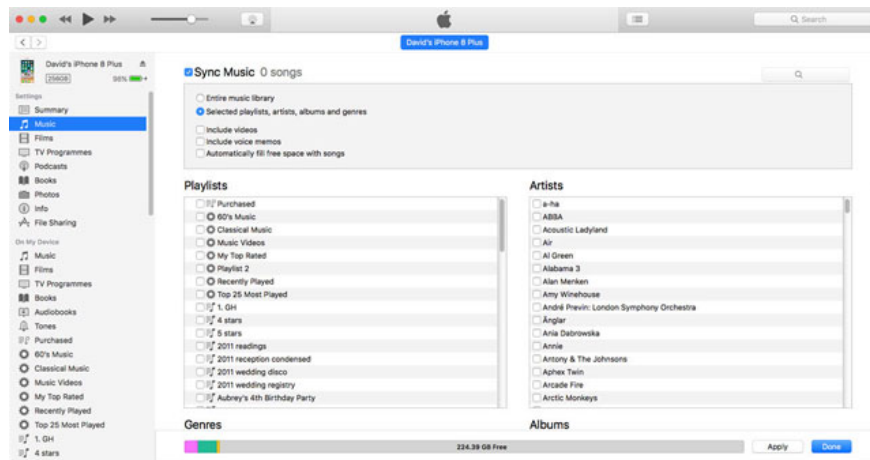 Search
David's iPhone 8 Plus
David's iPhone 8 Plus
256GB 98%
Settings
Summary
Music
Films
TV Programmes
Podcasts
Books
Photos
Info
File Sharing
On My Device
Music
Films
TV Programmes
Books
Audiobooks
Tones
Purchased
60's Music
Classical Music
Music Videos
My Top Rated
Recently Played
Top 25 Most Played
1. GH
4 stars
Sync Music 0 songs
Entire music library
Selected playlists, artists, albums and genres
Include videos
Include voice memos
Automatically fill free space with songs
Playlists
Purchased
60's Music
Classical Music
Music Videos
My Top Rated
Playlist 2
Recently Played
Top 25 Most Played
1. GH
4 stars
5 stars
2011 readings
2011 reception condensed
2011 wedding disco
2011 wedding registry
Aubrey's 4th Birthday Party
Artists
a-ha
ABBA
Acoustic Ladyland
Air
Al Green
Alabama 3
Alan Menken
Amy Winehouse
André Previn: London Symphony Orchestra
Änglar
Ania Dabrowska
Annie
Antony & The Johnsons
Aphex Twin
Arcade Fire
Arctic Monkeys
Genres
Albums
224.39 GB Free
Apply
Done